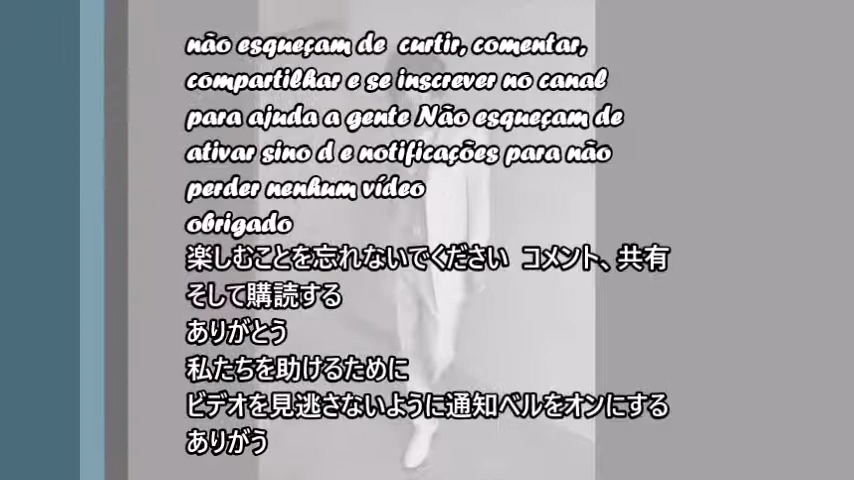 não esqueçam de curtir, comentar,
compartilhar e se inscrever no canal
para ajuda a gente Não esqueçam de
ativar sino d e notificações para não
perder nenhum vídeo
obrigado
楽しむことを忘れないでください コメント、共有
そして購読する
ありがとう
私たちを助けるために
ビデオを見逃さないように通知ベルをオンにする
ありがう